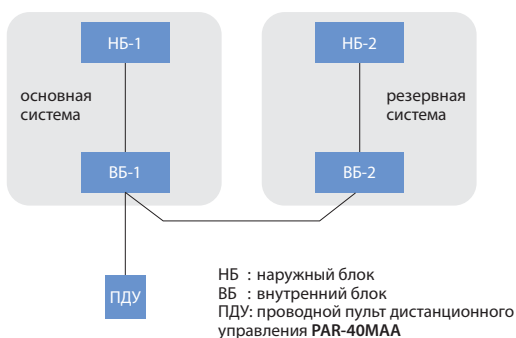 НБ-1
НБ-2
основная
система
резервная
система
ВБ-1
ВБ-2
ПДУ
НБ : наружный блок
ВБ : внутренний блок
ПДУ: проводной пульт дистанционного
управления PAR-40MAA